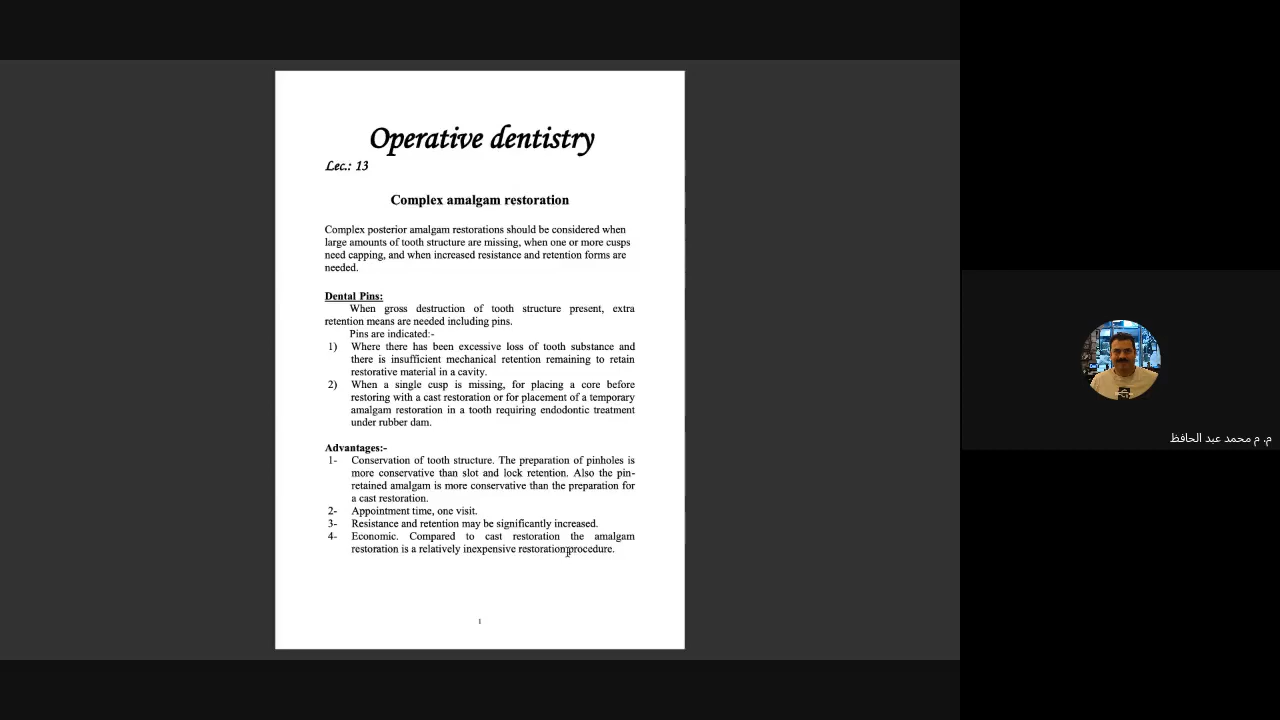 Operative dentistry
Lec.: 13
Complex amalgam restoration
Complex posterior amalgam restorations should be considered when
large amounts of tooth structure are missing, when one or more cusps
need capping, and when increased resistance and retention forms are
needed.
Dental Pins:
When gross destruction of tooth structure present, extra
retention means are needed including pins.
Pins are indicated:-
1) Where there has been excessive loss of tooth substance and
there is insufficient mechanical retention remaining to retain
restorative material in a cavity.
2) When a single cusp is missing, for placing a core before
restoring with a cast restoration or for placement of a temporary
amalgam restoration in a tooth requiring endodontic treatment
under rubber dam.
Advantages:-
1- Conservation of tooth structure. The preparation of pinholes is
more conservative than slot and lock retention. Also the pin-
retained amalgam is more conservative than the preparation for
a cast restoration.
2- Appointment time, one visit.
3- Resistance and retention may be significantly increased.
4- Economic. Compared to cast restoration the amalgam
restoration is a relatively inexpensive restoration procedure.
1
م. م محمد عبد الحافظ